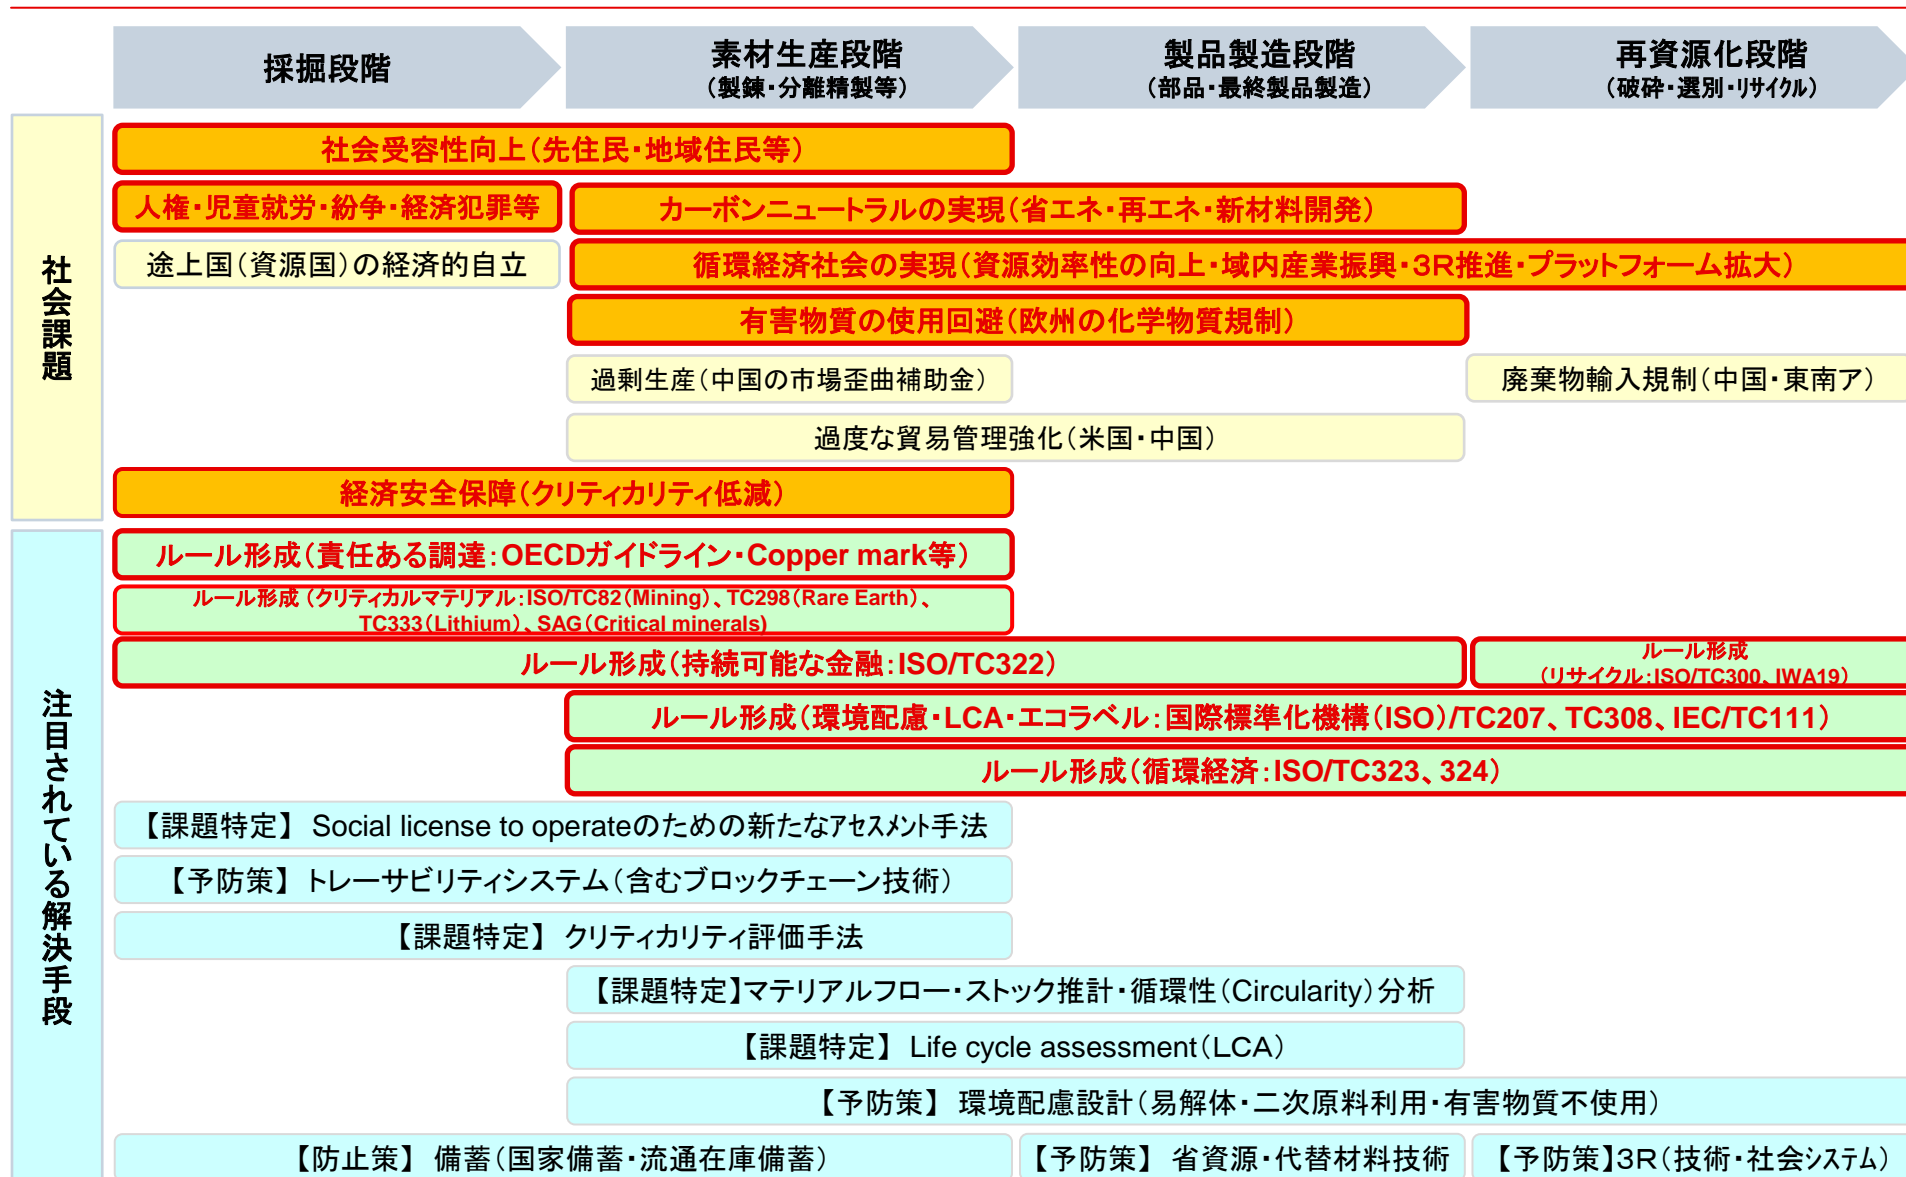 採掘段階
素材生産段階
（製錬・分離精製等）
製品製造段階
（部品・最終製品製造）
再資源化段階
（破砕・選別・リサイクル）
社会課題
社会受容性向上（先住民・地域住民等）
人権・児童就労・紛争・経済犯罪等
カーボンニュートラルの実現（省エネ・再エネ・新材料開発）
途上国（資源国）の経済的自立
循環経済社会の実現（資源効率性の向上・域内産業振興・３R推進・プラットフォーム拡大）
有害物質の使用回避（欧州の化学物質規制）
過剰生産（中国の市場歪曲補助金）
廃棄物輸入規制（中国・東南ア）
過度な貿易管理強化（米国・中国）
経済安全保障（クリティカリティ低減）
注目されている解決手段
ルール形成（責任ある調達：OECDガイドライン・Copper mark等）
ルール形成（クリティカルマテリアル：ISO/TC82（Mining）、TC298（Rare Earth）、
TC333（Lithium）、SAG（Critical minerals)
ルール形成（持続可能な金融：ISO/TC322）
ルール形成
（リサイクル：ISO/TC300、IWA19）
ルール形成（環境配慮・LCA・エコラベル：国際標準化機構（ISO）/TC207、TC308、IEC/TC111）
ルール形成（循環経済：ISO/TC323、324）
【課題特定】 Social license to operateのための新たなアセスメント手法
【予防策】 トレーサビリティシステム（含むブロックチェーン技術）
【課題特定】 クリティカリティ評価手法
【課題特定】マテリアルフロー・ストック推計・循環性（Circularity）分析
【課題特定】 Life cycle assessment（ＬＣＡ）
【予防策】 環境配慮設計（易解体・二次原料利用・有害物質不使用）
【防止策】 備蓄（国家備蓄・流通在庫備蓄）
【予防策】 省資源・代替材料技術
【予防策】３Ｒ（技術・社会システム）